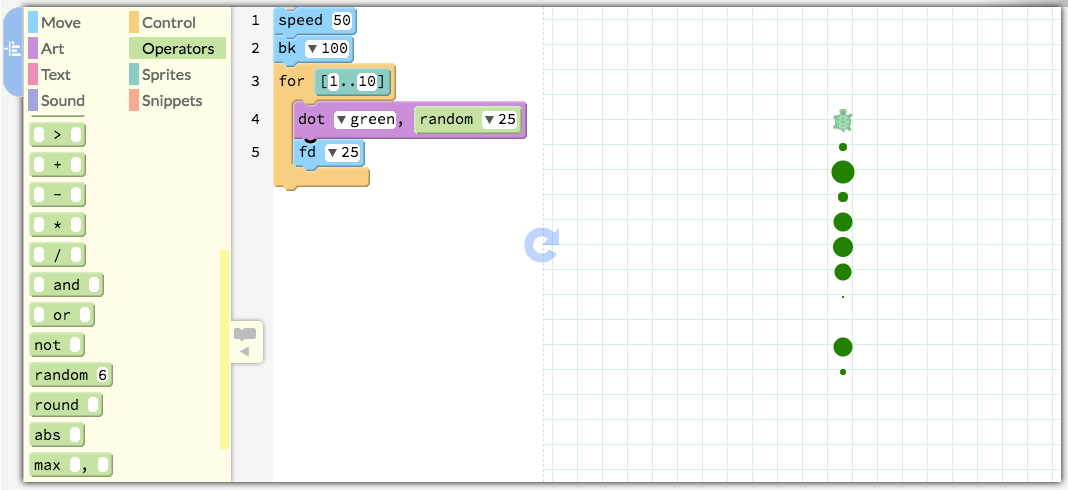 Move Control
Art Operators
Text Sprites
Sound Snippets
>
+
-
*
/
and
or
not
random 6
round
abs
max ,
1 speed 50
2 bk ▼100
3 for [1..10]
4 dot ▼green, random ▼25
5 fd ▼25